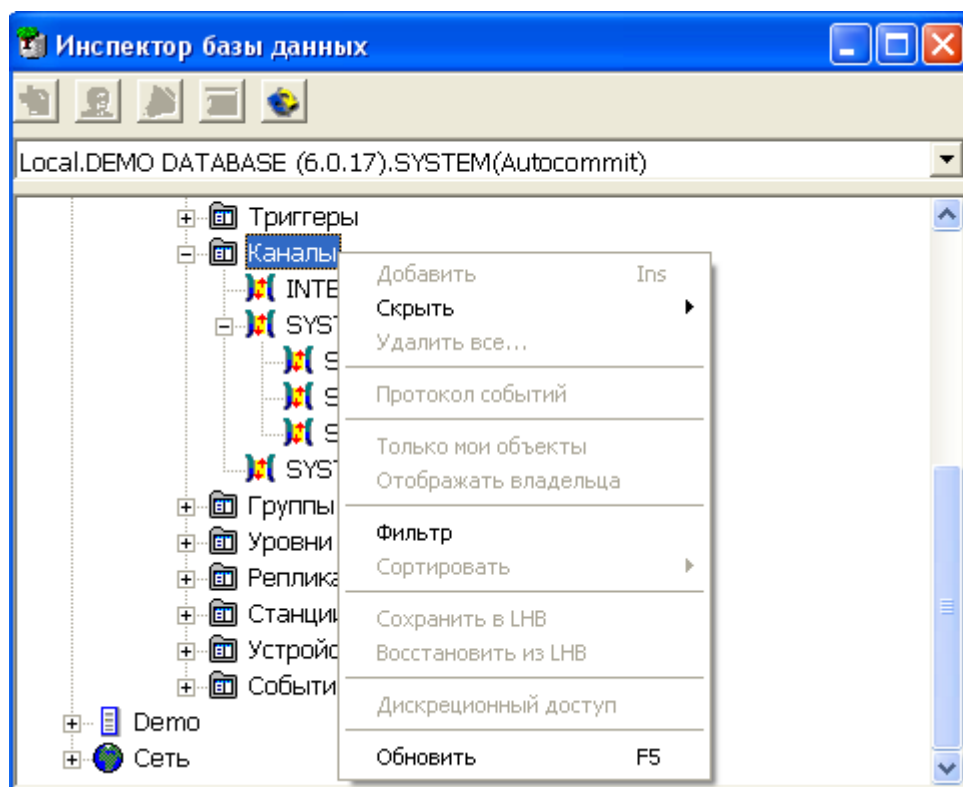 Инспектор базы данных
Local.DEMO DATABASE (6.0.17).SYSTEM(Autocommit)
Триггеры
Каналы
INTE
SYST
S
S
S
SYST
Группы
Уровни
Реплика
Станции
Устройс
Событи
Demo
Сеть
Добавить Ins
Скрыть
Удалить все...
Протокол событий
Только мои объекты
Отображать владельца
Фильтр
Сортировать
Сохранить в LHB
Восстановить из LHB
Дискреционный доступ
Обновить F5